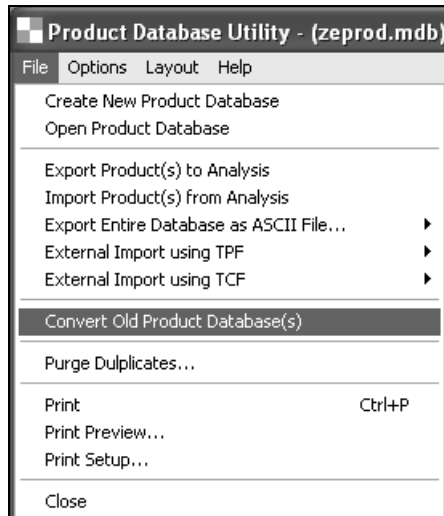 Product Database Utility - (zeprod.mdb)
File Options Layout Help
Create New Product Database
Open Product Database
Export Product(s) to Analysis
Import Product(s) from Analysis
Export Entire Database as ASCII File...
External Import using TPF
External Import using TCF
Convert Old Product Database(s)
Purge Dulplicates...
Print Ctrl+P
Print Preview...
Print Setup...
Close